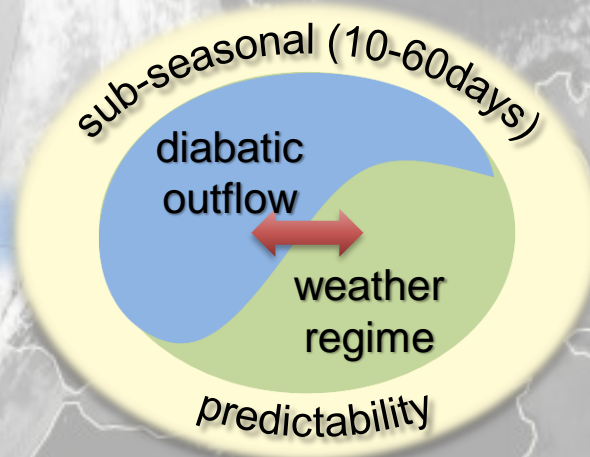 sub-seasonal (10-60days)
diabatic
outflow
weather
regime
predictability